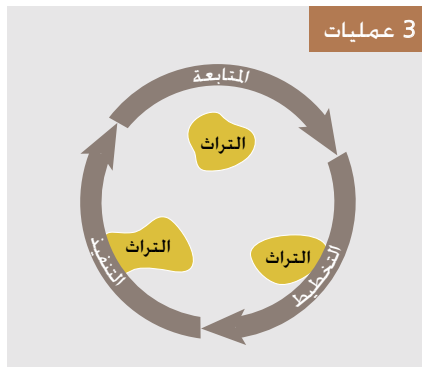 3 عمليات
المتابعة
التراث
التراث
التراث
التخطيط
التنفيذ